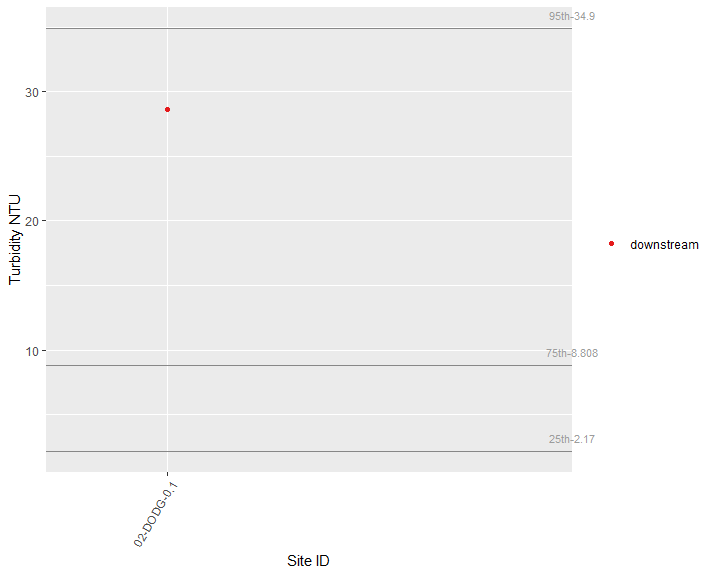 95th-34.9
30
20
10
Turbidity NTU
downstream
75th-8.808
25th-2.17
02-DODG-0.1
Site ID